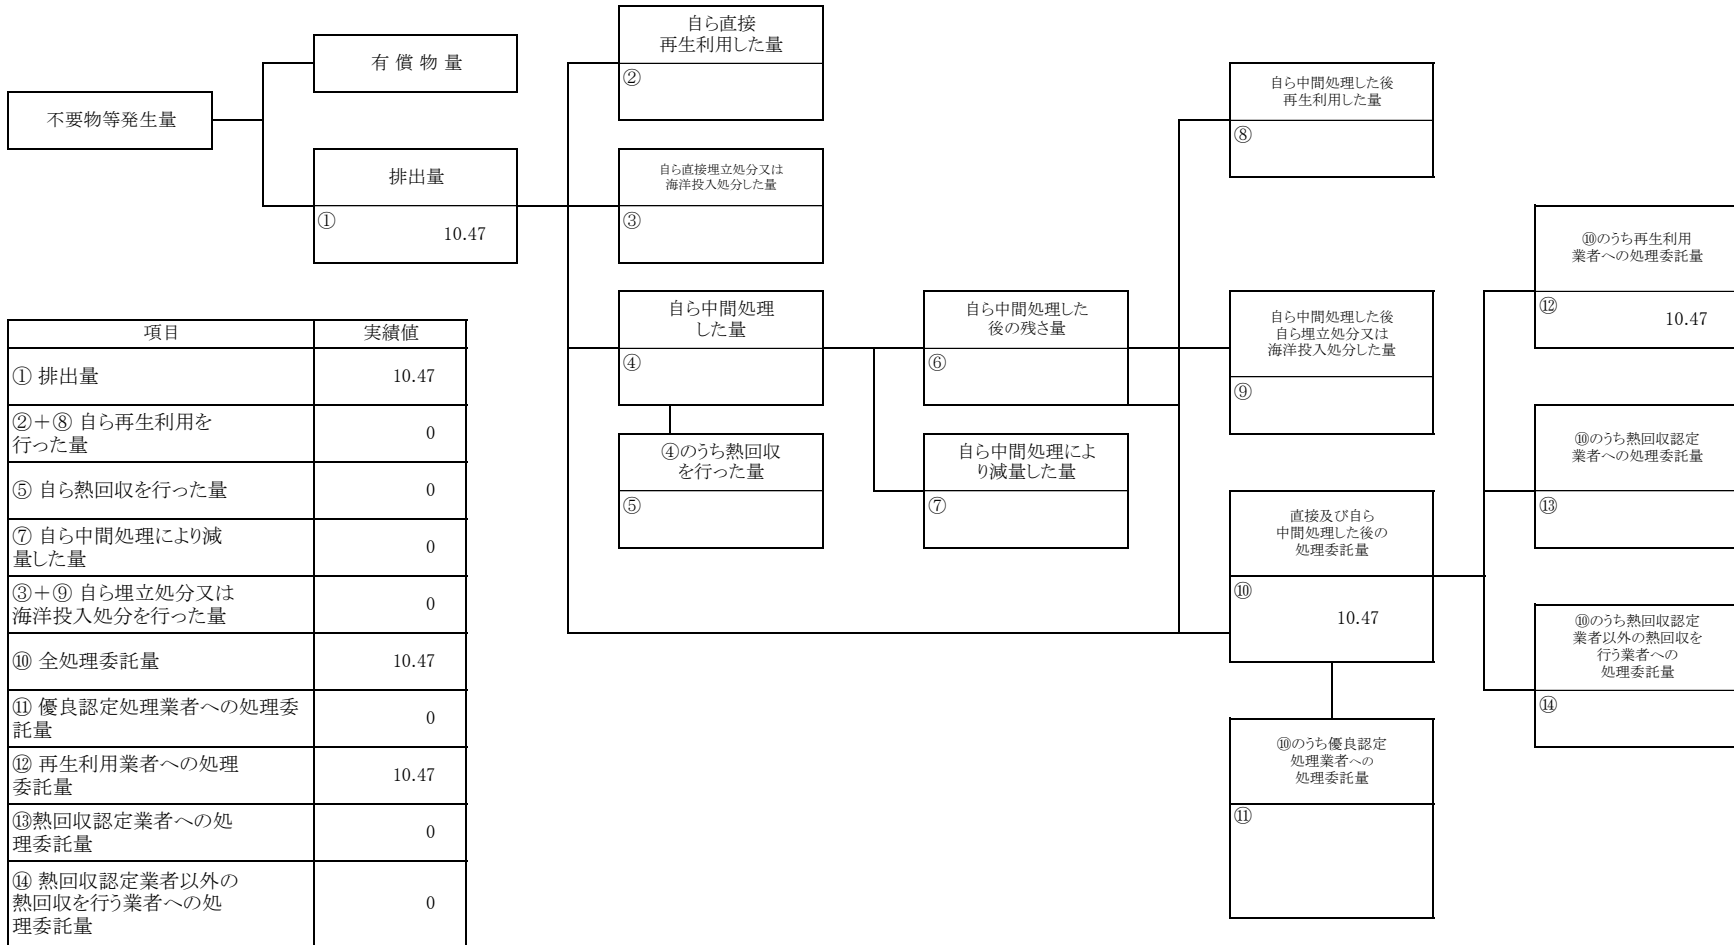 不要物等発生量
有償物量
排出量
①
10.47
自ら直接
再生利用した量
②
自ら直接埋立処分又は
海洋投入処分した量
③
自ら中間処理
した量
④
④のうち熱回収
を行った量
⑤
自ら中間処理した
後の残さ量
⑥
自ら中間処理によ
り減量した量
⑦
自ら中間処理した後
再生利用した量
⑧
自ら中間処理した後
自ら埋立処分又は
海洋投入処分した量
⑨
直接及び自ら
中間処理した後の
処理委託量
⑩
10.47
⑩のうち優良認定
処理業者への
処理委託量
⑪
⑩のうち再生利用
業者への処理委託量
⑫
10.47
⑩のうち熱回収認定
業者への処理委託量
⑬
⑩のうち熱回収認定
業者以外の熱回収を
行う業者への
処理委託量
⑭
項目 実績値
① 排出量 10.47
②＋⑧ 自ら再生利用を
行った量 0
⑤ 自ら熱回収を行った量 0
⑦ 自ら中間処理により減
量した量 0
③＋⑨ 自ら埋立処分又は
海洋投入処分を行った量 0
⑩ 全処理委託量 10.47
⑪ 優良認定処理業者への処理委
託量 0
⑫ 再生利用業者への処理
委託量 10.47
⑬熱回収認定業者への処
理委託量 0
⑭ 熱回収認定業者以外の
熱回収を行う業者への処
理委託量 0